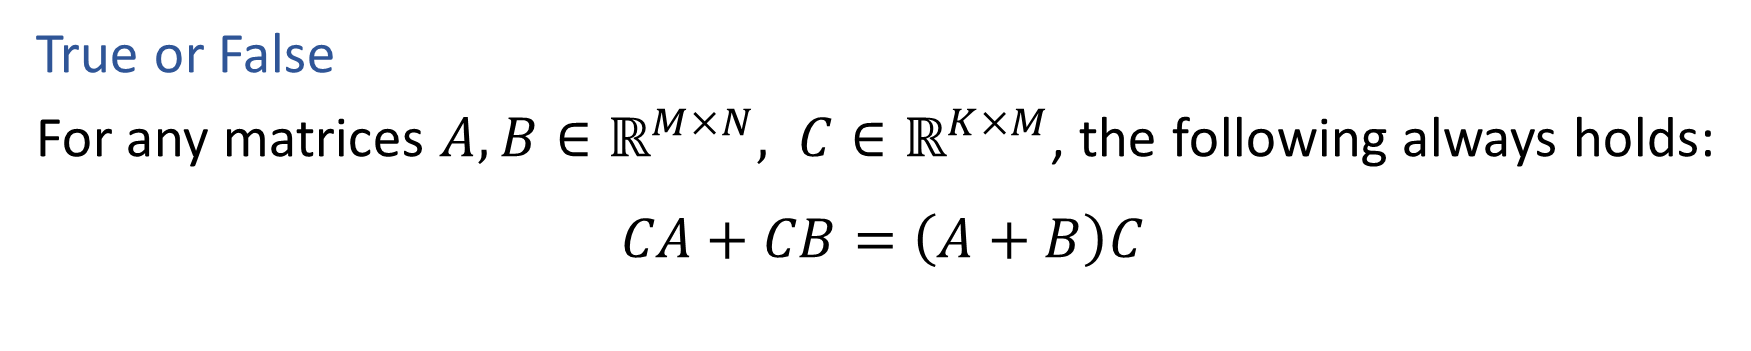 True or False
For any matrices 𝐴, 𝐵 ∈ ℝ^{𝑀×𝑁}, 𝐶 ∈ ℝ^{𝐾×𝑀}, the following always holds:
𝐶𝐴 + 𝐶𝐵 = (𝐴 + 𝐵)𝐶